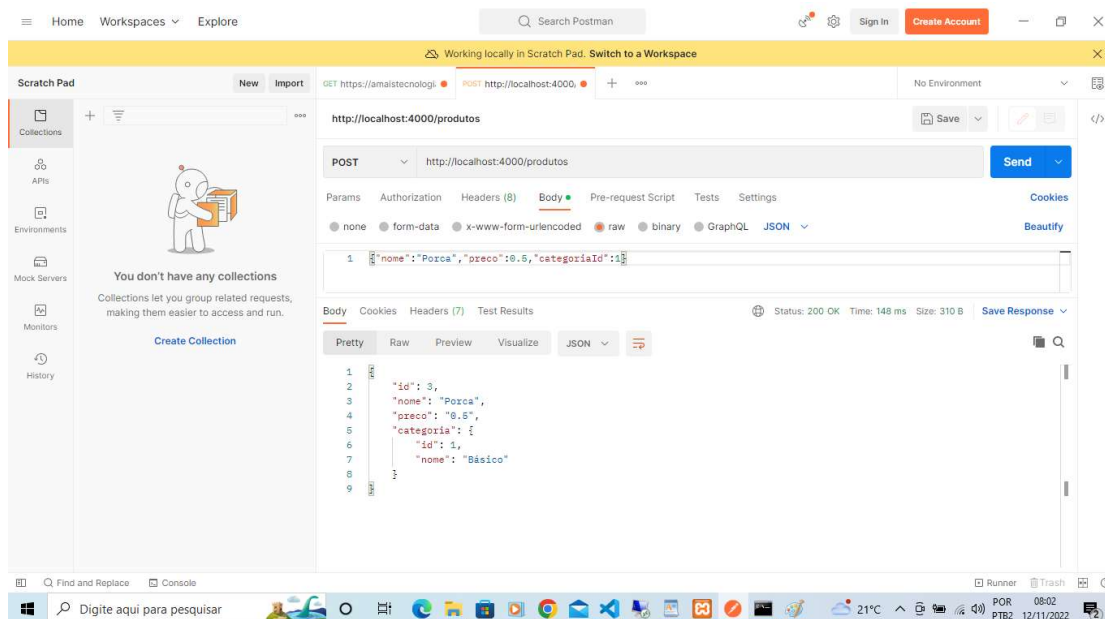 Home Workspaces Explore Search Postman Sign In Create Account
Working locally in Scratch Pad. Switch to a Workspace
Scratch Pad New Import GET https://amaistecnologi. POST http://localhost:4000, No Environment
Collections
http://localhost:4000/produtos Save
APIs
POST http://localhost:4000/produtos Send
Params Authorization Headers (8) Body Pre-request Script Tests Settings Cookies
Environments
none form-data x-www-form-urlencoded raw binary GraphQL JSON Beautify
1 {"nome":"Porca","preco":0.5,"categoriaId":1}
Mock Servers
You don't have any collections
Collections let you group related requests,
making them easier to access and run.
Create Collection
Monitors
History
Body Cookies Headers (7) Test Results Status: 200 OK Time: 148 ms Size: 310 B Save Response
Pretty Raw Preview Visualize JSON
1 {
2 "id": 3,
3 "nome": "Porca",
4 "preco": "0.5",
5 "categoria": {
6 "id": 1,
7 "nome": "Básico"
8 }
9 }
Find and Replace Console Runner Trash
Digite aqui para pesquisar 21°C POR 08:02
PTB2 12/11/2022 2